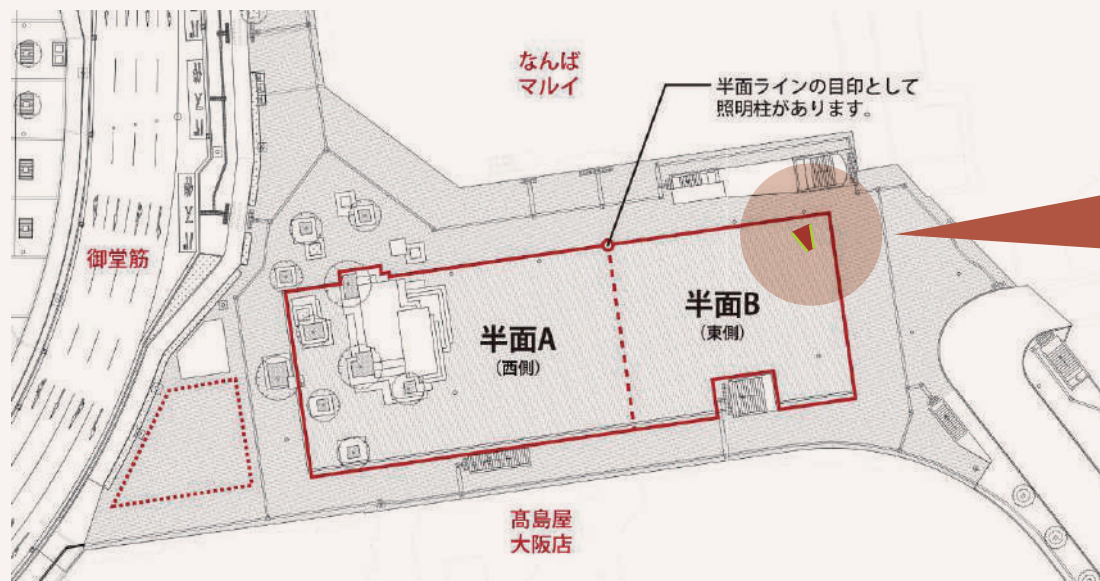 なんば
マルイ
半面ラインの目印として
照明柱があります。
御堂筋
半面A
（西側）
半面B
（東側）
髙島屋
大阪店